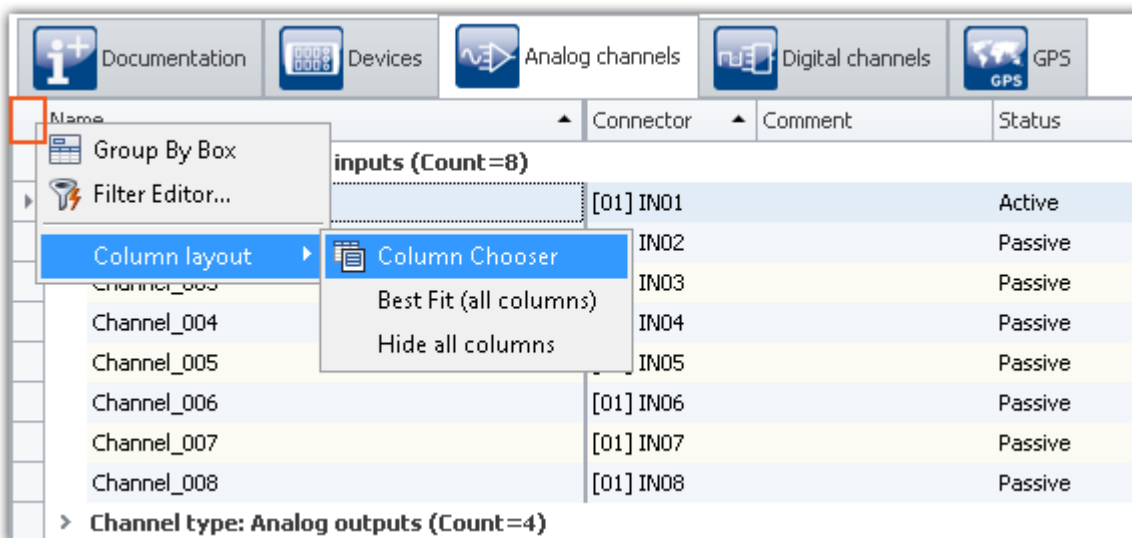 Documentation Devices Analog channels Digital channels GPS GPS
Name Connector Comment Status
Group By Box
inputs (Count=8)
Filter Editor...
[01] IN01 Active
Column layout Column Chooser
IN02 Passive
IN03 Passive
Best Fit (all columns)
Channel_004 IN04 Passive
Hide all columns
Channel_005 IN05 Passive
Channel_006 [01] IN06 Passive
Channel_007 [01] IN07 Passive
Channel_008 [01] IN08 Passive
Channel type: Analog outputs (Count=4)